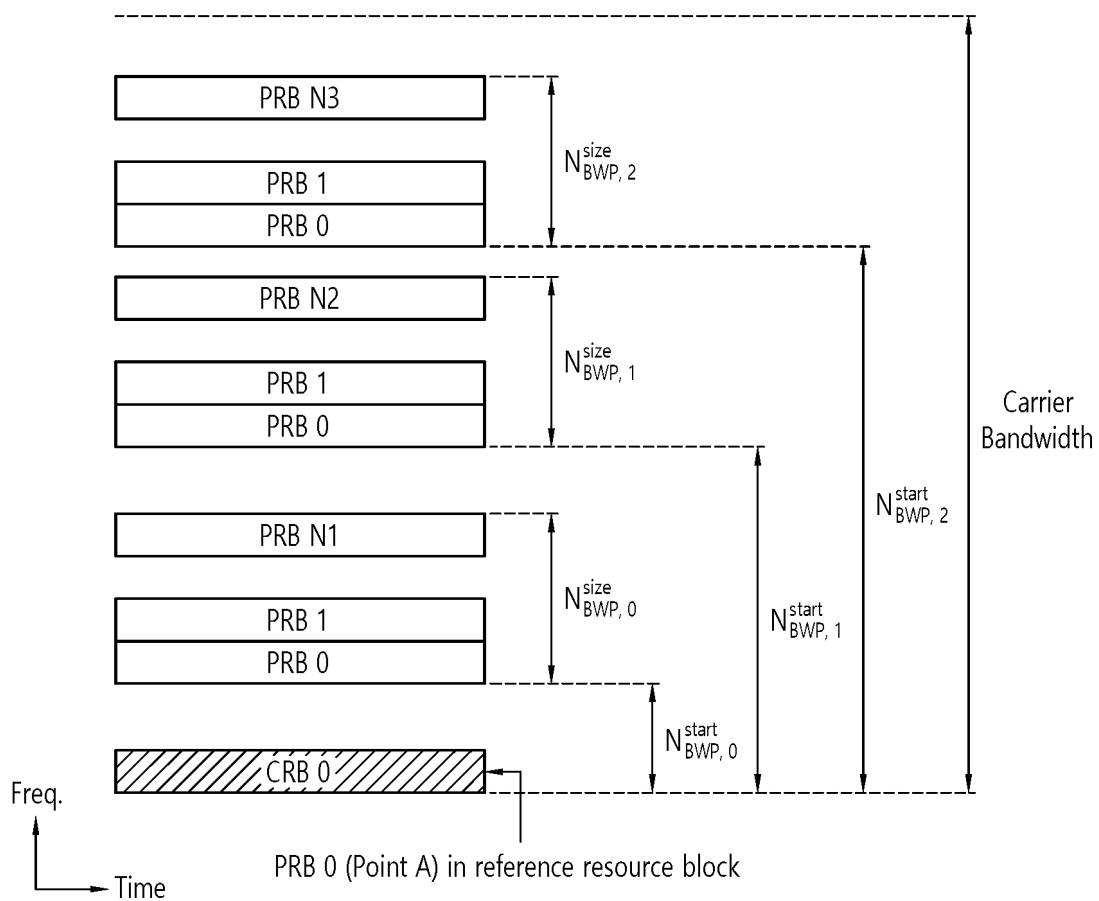 PRB N3
PRB 1
PRB 0
N^size_BWP, 2
PRB N2
PRB 1
PRB 0
N^size_BWP, 1
Carrier
Bandwidth
N^start_BWP, 2
PRB N1
PRB 1
PRB 0
N^size_BWP, 0
N^start_BWP, 1
N^start_BWP, 0
CRB 0
Freq.
Time
PRB 0 (Point A) in reference resource block